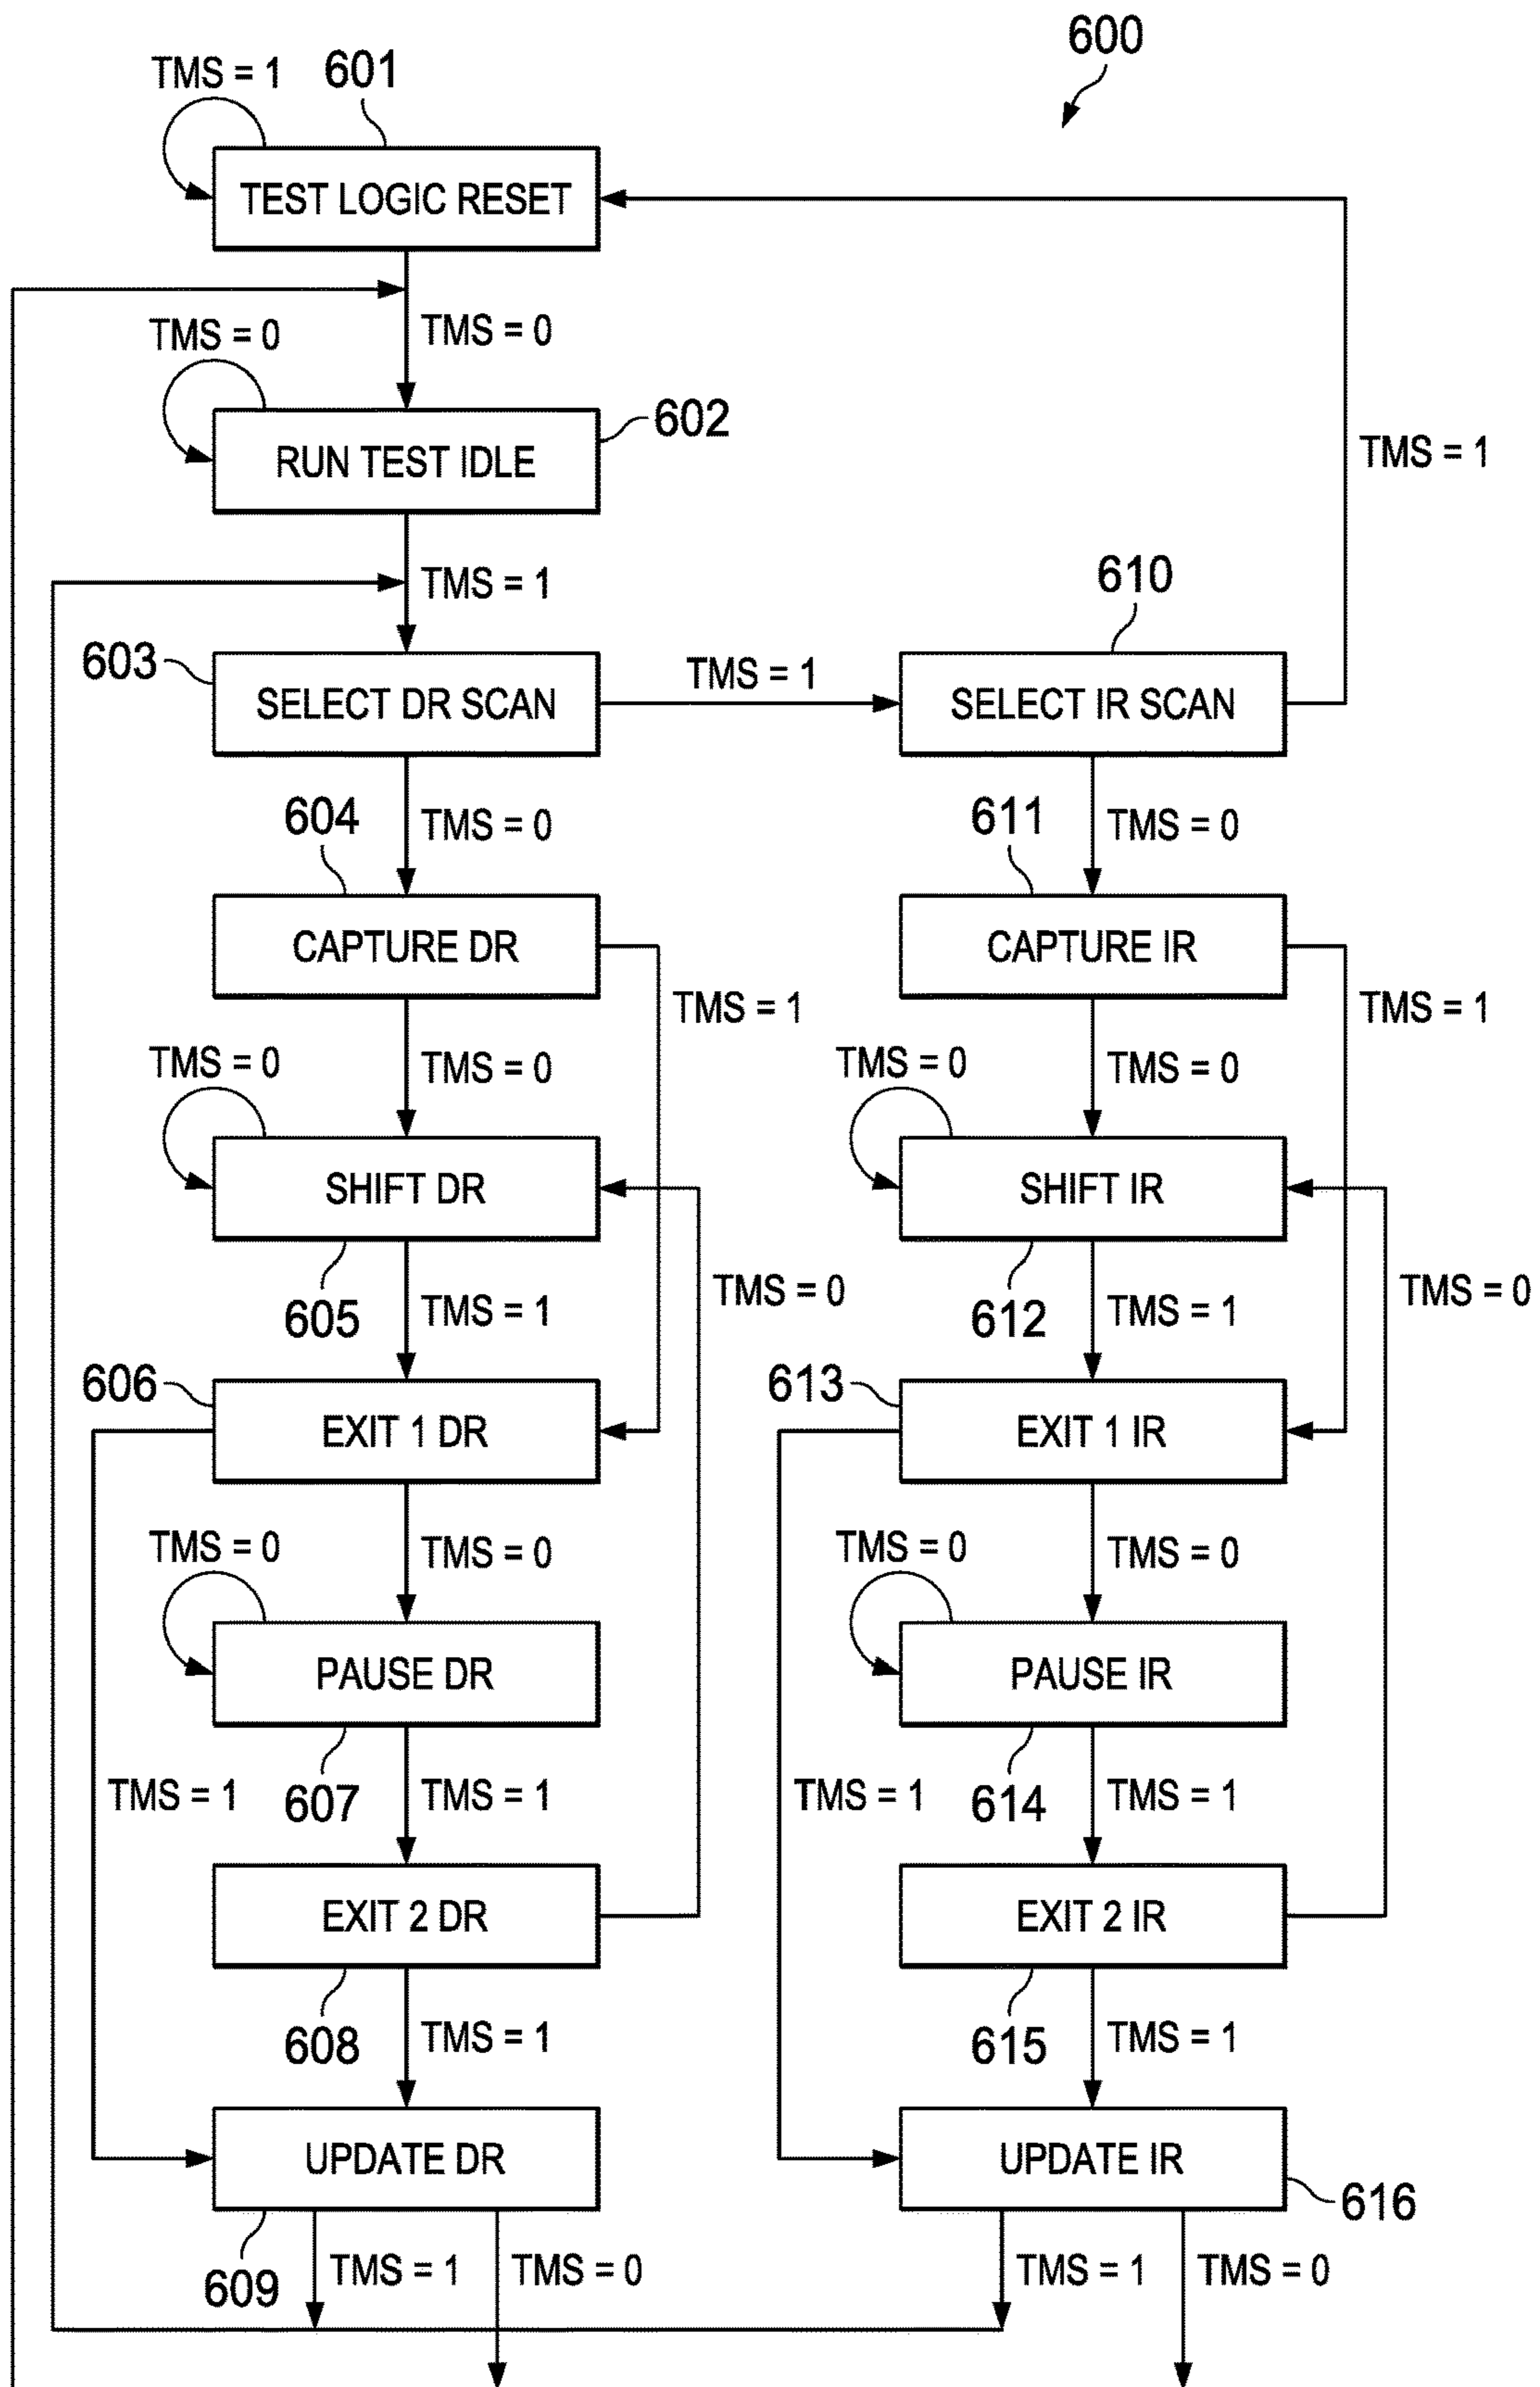 600
TMS = 1
601
TEST LOGIC RESET
TMS = 0
TMS = 0
602
RUN TEST IDLE
TMS = 1
TMS = 1
610
603
TMS = 1
SELECT DR SCAN
SELECT IR SCAN
604
TMS = 0
611
TMS = 0
CAPTURE DR
CAPTURE IR
TMS = 1
TMS = 1
TMS = 0
TMS = 0
TMS = 0
TMS = 0
SHIFT DR
SHIFT IR
TMS = 0
TMS = 0
605
TMS = 1
612
TMS = 1
606
613
EXIT 1 DR
EXIT 1 IR
TMS = 0
TMS = 0
TMS = 0
TMS = 0
PAUSE DR
PAUSE IR
TMS = 1
607
TMS = 1
TMS = 1
614
TMS = 1
EXIT 2 DR
EXIT 2 IR
608
TMS = 1
615
TMS = 1
UPDATE DR
UPDATE IR
616
609
TMS = 1
TMS = 0
TMS = 1
TMS = 0